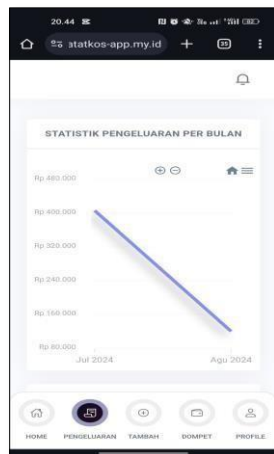 20.44
statkos-app.my.id
35
STATISTIK PENGELUARAN PER BULAN
Rp 480.000
Rp 400.000
Rp 320.000
Rp 240.000
Rp 160.000
Rp 80.000
Jul 2024 Agu 2024
HOME PENGELUARAN TAMBAH DOMPET PROFILE